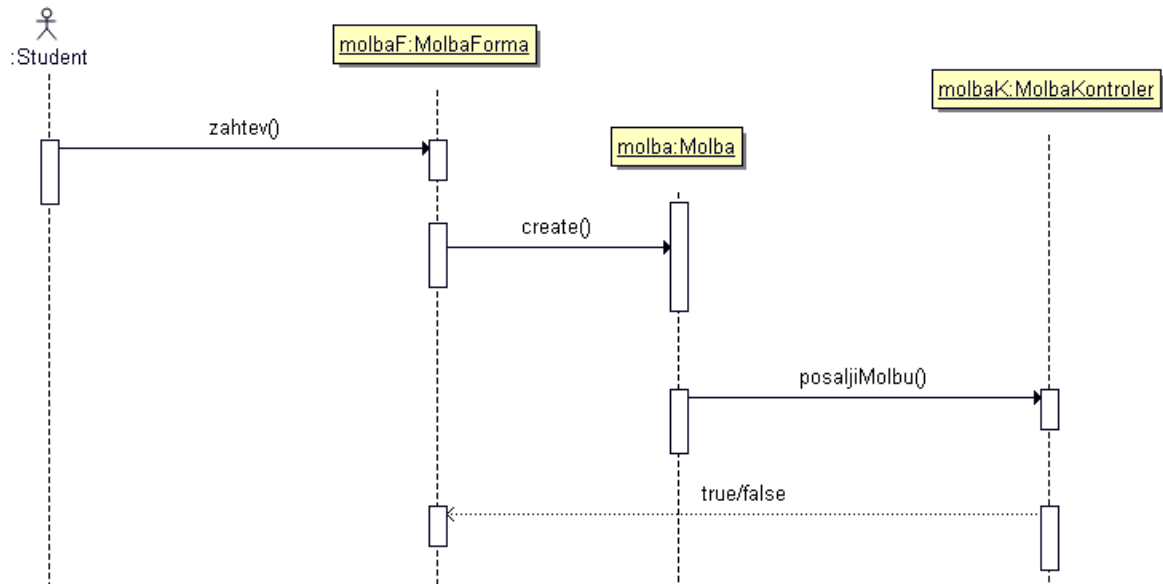 :Student
molbaF:MolbaForma
molbaK:MolbaKontroler
zahtev()
molba:Molba
create()
posaljiMolbu()
true/false